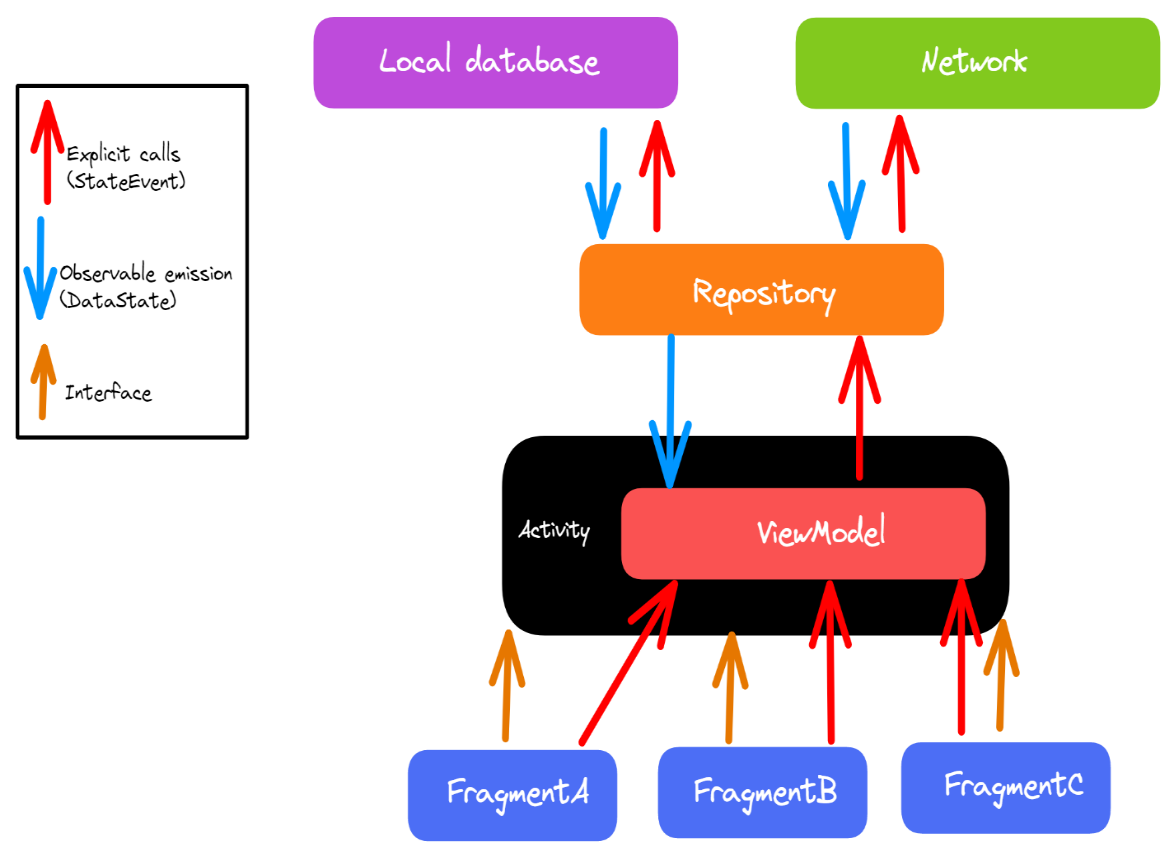 Local database
Network
Explicit calls
(StateEvent)
Observable emission
(DataState)
Interface
Repository
Activity
ViewModel
FragmentA
FragmentB
FragmentC